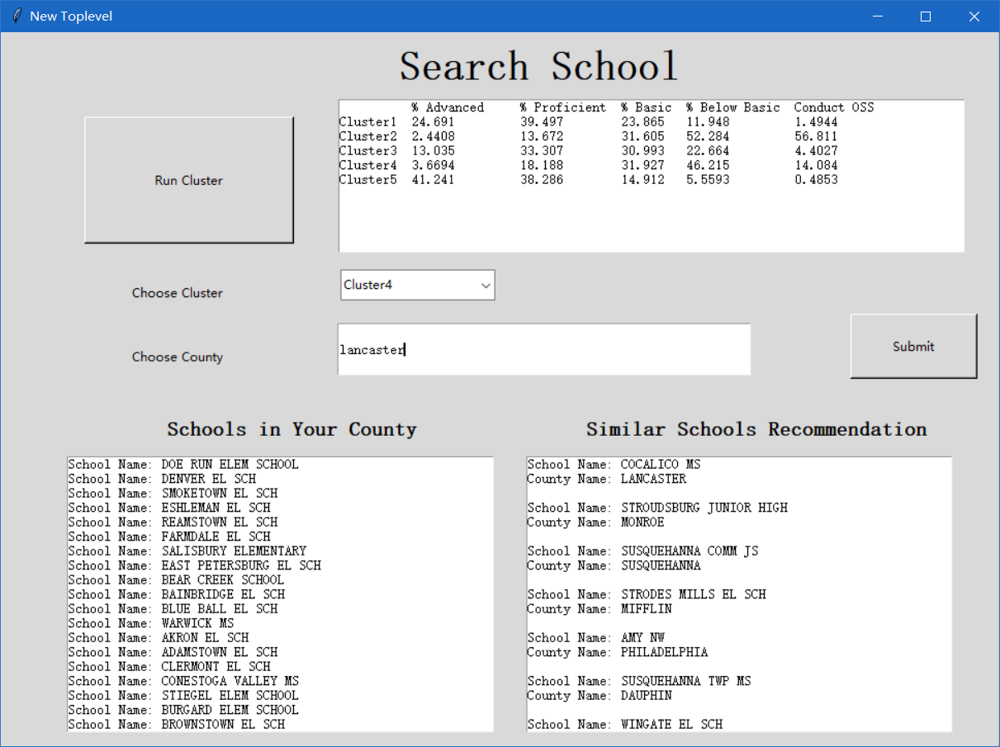 New Toplevel
Search School
% Advanced % Proficient % Basic % Below Basic Conduct OSS
Cluster1 24.691 39.497 23.865 11.948 1.4944
Cluster2 2.4408 13.672 31.605 52.284 56.811
Cluster3 13.035 33.307 30.993 22.664 4.4027
Cluster4 3.6694 18.188 31.927 46.215 14.084
Cluster5 41.241 38.286 14.912 5.5593 0.4853
Run Cluster
Choose Cluster
Cluster4
Choose County
lancaster
Submit
Schools in Your County
School Name: DOE RUN ELEM SCHOOL
School Name: DENVER EL SCH
School Name: SMOKETOWN EL SCH
School Name: ESHLEMAN EL SCH
School Name: REAMSTOWN EL SCH
School Name: FARMDALE EL SCH
School Name: SALISBURY ELEMENTARY
School Name: EAST PETERSBURG EL SCH
School Name: BEAR CREEK SCHOOL
School Name: BAINBRIDGE EL SCH
School Name: BLUE BALL EL SCH
School Name: WARWICK MS
School Name: AKRON EL SCH
School Name: ADAMSTOWN EL SCH
School Name: CLERMONT EL SCH
School Name: CONESTOGA VALLEY MS
School Name: STIEGEL ELEM SCHOOL
School Name: BURGARD ELEM SCHOOL
School Name: BROWNSTOWN EL SCH
Similar Schools Recommendation
School Name: COCALICO MS
County Name: LANCASTER
School Name: STROUDSBURG JUNIOR HIGH
County Name: MONROE
School Name: SUSQUEHANNA COMM JS
County Name: SUSQUEHANNA
School Name: STRODES MILLS EL SCH
County Name: MIFFLIN
School Name: AMY NW
County Name: PHILADELPHIA
School Name: SUSQUEHANNA TWP MS
County Name: DAUPHIN
School Name: WINGATE EL SCH